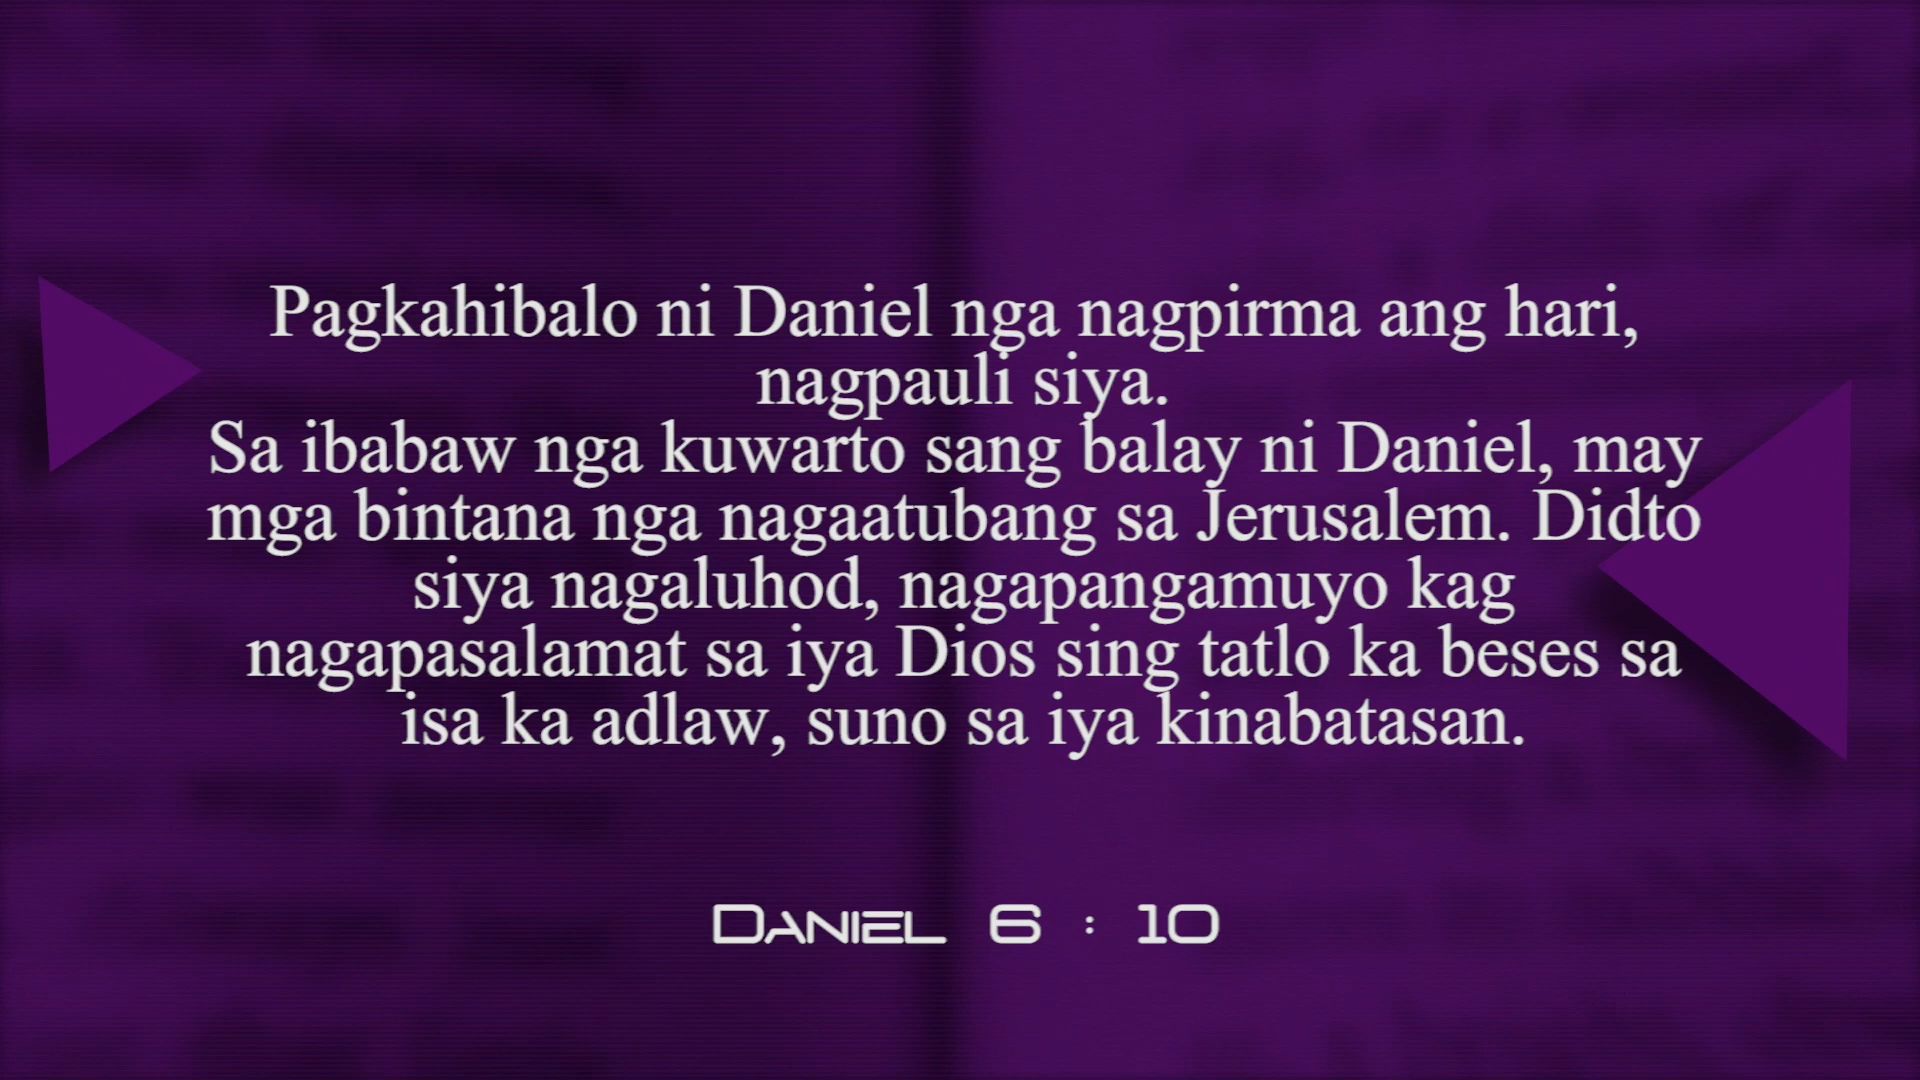 Pagkahibalo ni Daniel nga nagpirma ang hari,
nagpauli siya.
Sa ibabaw nga kuwarto sang balay ni Daniel, may
mga bintana nga nagaatubang sa Jerusalem. Didto
siya nagaluhod, nagapangamuyo kag
nagapasalamat sa iya Dios sing tatlo ka beses sa
isa ka adlaw, suno sa iya kinabatasan.
Daniel 6 : 10